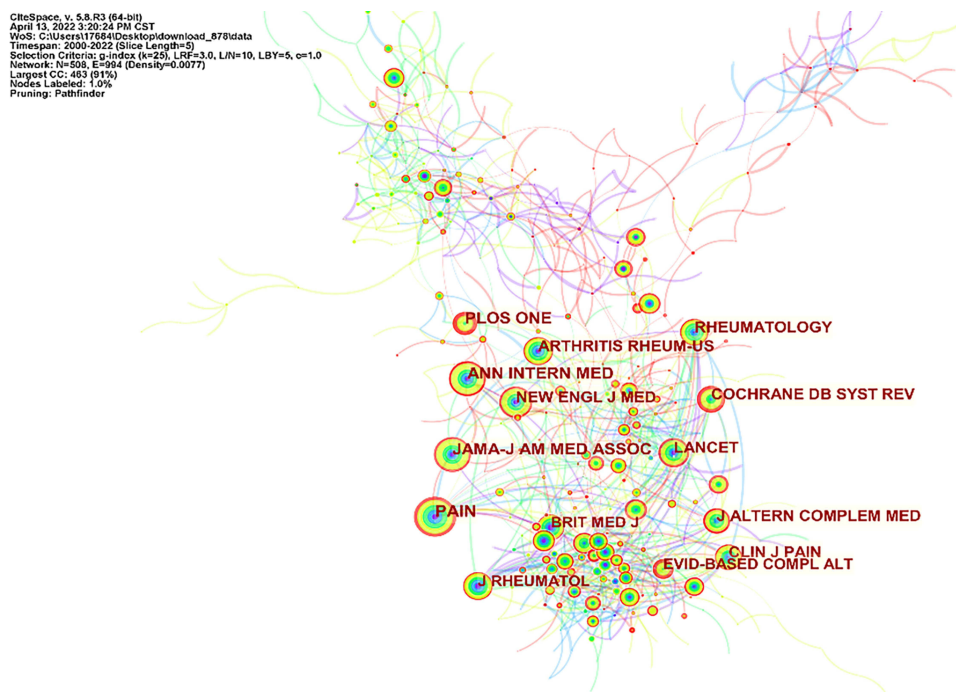 CiteSpace, v. 5.8.R3 (64-bit)
April 13, 2022 3:20:24 PM CST
WoS: C:\Users\17684\Desktop\download_878\data
Timespan: 2000-2022 (Slice Length=5)
Selection Criteria: g-index (k=25), LRF=3.0, L/N=10, LBY=5, e=1.0
Network: N=508, E=994 (Density=0.0077)
Largest CC: 463 (91%)
Nodes Labeled: 1.0%
Pruning: Pathfinder
PLOS ONE
RHEUMATOLOGY
ARTHRITIS RHEUM-US
ANN INTERN MED
NEW ENGL J MED
COCHRANE DB SYST REV
JAMA-J AM MED ASSOC
LANCET
PAIN
BRIT MED J
J ALTERN COMPLEM MED
CLIN J PAIN
EVID-BASED COMPL ALT
J RHEUMATOL